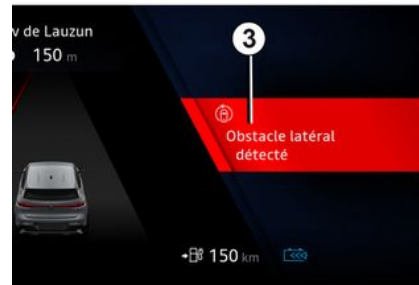 v de Lauzun
150 m
3
Obstacle latéral
détecté
150 km